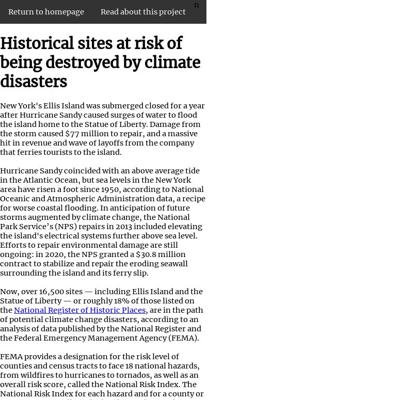 Return to homepage Read about this project
Historical sites at risk of
being destroyed by climate
disasters
New York's Ellis Island was submerged closed for a year
after Hurricane Sandy caused surges of water to flood
the island home to the Statue of Liberty. Damage from
the storm caused $77 million to repair, and a massive
hit in revenue and wave of layoffs from the company
that ferries tourists to the island.
Hurricane Sandy coincided with an above average tide
in the Atlantic Ocean, but sea levels in the New York
area have risen a foot since 1950, according to National
Oceanic and Atmospheric Administration data, a recipe
for worse coastal flooding. In anticipation of future
storms augmented by climate change, the National
Park Service's (NPS) repairs in 2013 included elevating
the island's electrical systems further above sea level.
Efforts to repair environmental damage are still
ongoing: in 2020, the NPS granted a $30.8 million
contract to stabilize and repair the eroding seawall
surrounding the island and its ferry slip.
Now, over 16,500 sites — including Ellis Island and the
Statue of Liberty — or roughly 18% of those listed on
the National Register of Historic Places, are in the path
of potential climate change disasters, according to an
analysis of data published by the National Register and
the Federal Emergency Management Agency (FEMA).
FEMA provides a designation for the risk level of
counties and census tracts to face 18 national hazards,
from wildfires to hurricanes to tornados, as well as an
overall risk score, called the National Risk Index. The
National Risk Index for each hazard and for a county or